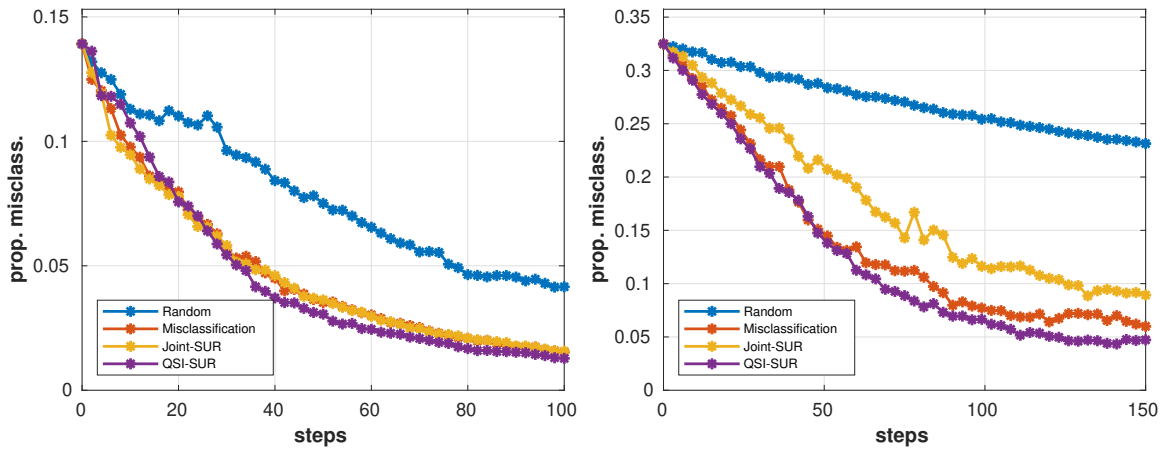 0.15
0.1
0.05
0
prop. misclass.
Random
Misclassification
Joint-SUR
QSI-SUR
0 20 40 60 80 100
steps
0.35
0.3
0.25
0.2
0.15
0.1
0.05
0
prop. misclass.
Random
Misclassification
Joint-SUR
QSI-SUR
0 50 100 150
steps